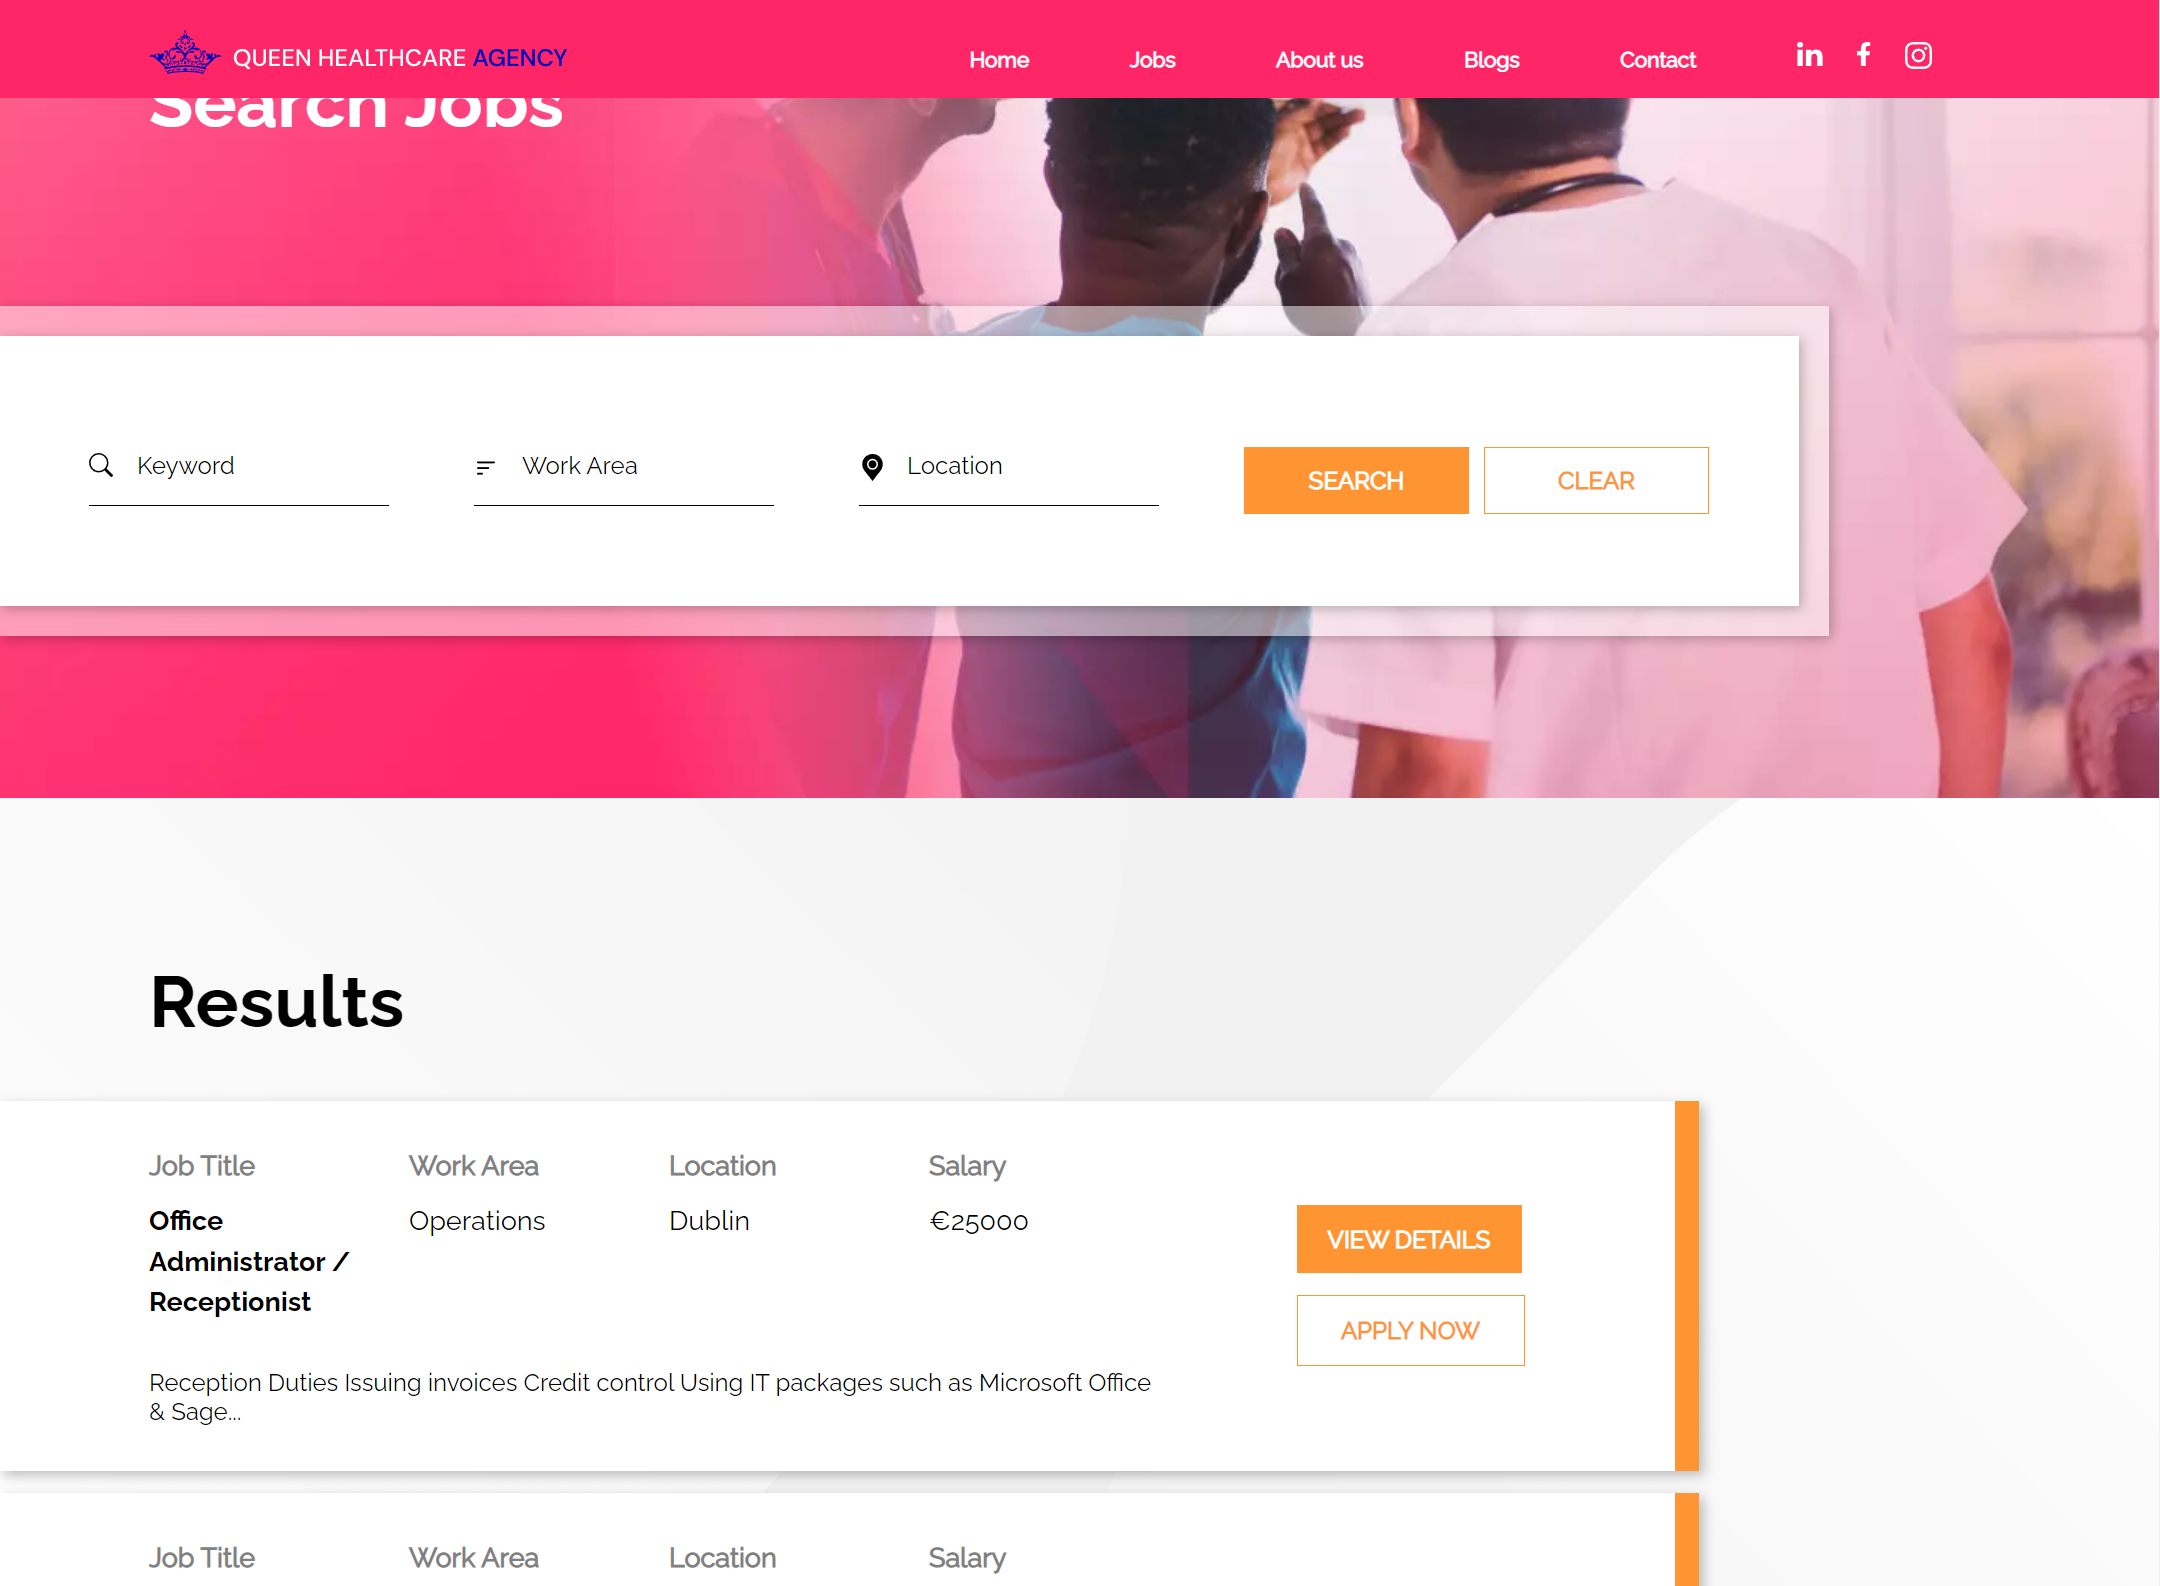 QUEEN HEALTHCARE AGENCY
Home
Jobs
About us
Blogs
Contact
Search Jobs
Keyword
Work Area
Location
SEARCH
CLEAR
Results
Job Title
Work Area
Location
Salary
Office
Administrator /
Receptionist
Operations
Dublin
€25000
VIEW DETAILS
APPLY NOW
Reception Duties Issuing invoices Credit control Using IT packages such as Microsoft Office
& Sage...
Job Title
Work Area
Location
Salary